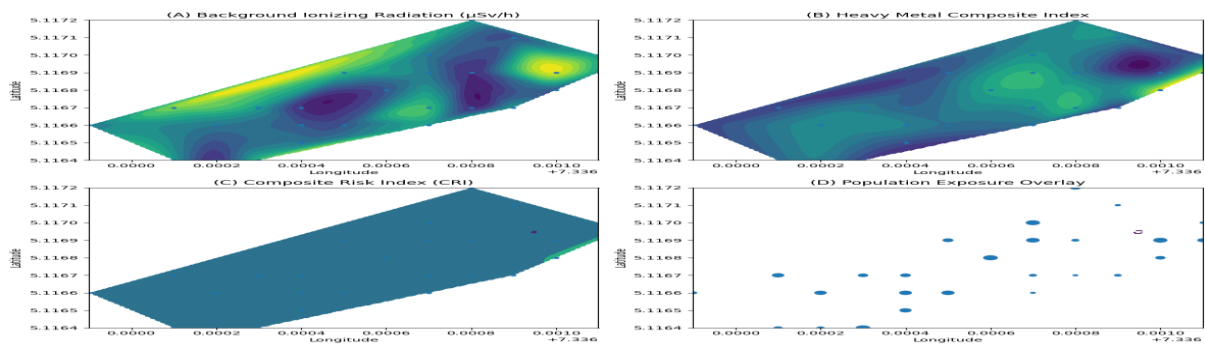 (A) Background Ionizing Radiation (µSv/h)
5.1172
5.1171
5.1170
5.1169
5.1168
5.1167
5.1166
5.1165
5.1164
Latitude
0.0000 0.0002 0.0004 0.0006 0.0008 0.0010
Longitude
+7.336
(B) Heavy Metal Composite Index
5.1172
5.1171
5.1170
5.1169
5.1168
5.1167
5.1166
5.1165
5.1164
Latitude
0.0000 0.0002 0.0004 0.0006 0.0008 0.0010
Longitude
+7.336
(C) Composite Risk Index (CRI)
5.1172
5.1170
5.1169
5.1167
5.1166
5.1164
Latitude
0.0000 0.0002 0.0004 0.0006 0.0008 0.0010
Longitude
+7.336
(D) Population Exposure Overlay
5.1172
5.1171
5.1170
5.1169
5.1168
5.1167
5.1166
5.1165
5.1164
Latitude
0.0000 0.0002 0.0004 0.0006 0.0008 0.0010
Longitude
+7.336